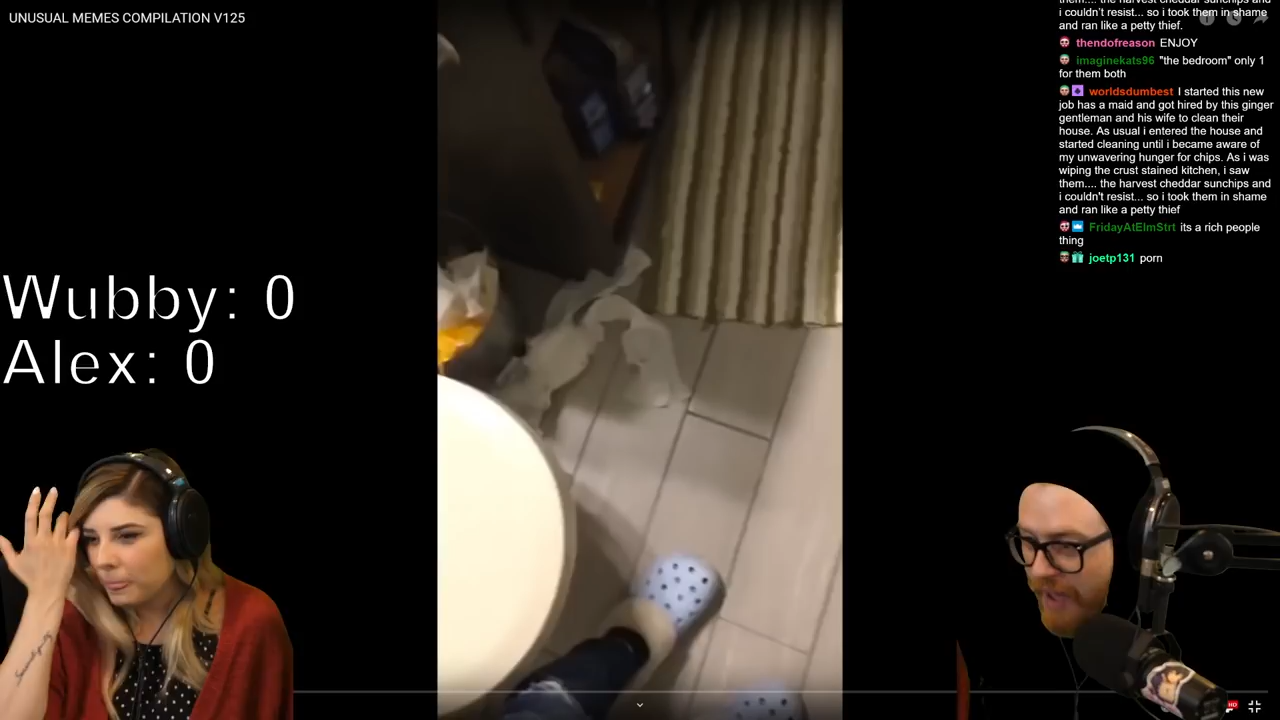 UNUSUAL MEMES COMPILATION V125
them.... the harvest cheddar sunchips and
i couldn't resist... so i took them in shame
and ran like a petty thief.
thendofreason ENJOY
imaginekats96 "the bedroom" only 1
for them both
worldsdumbest I started this new
job has a maid and got hired by this ginger
gentleman and his wife to clean their
house. As usual i entered the house and
started cleaning until i became aware of
my unwavering hunger for chips. As i was
wiping the crust stained kitchen, i saw
them.... the harvest cheddar sunchips and
i couldn't resist... so i took them in shame
and ran like a petty thief
FridayAtElmStrt its a rich people
thing
joetp131 porn
Wubby: 0
Alex: 0
HD